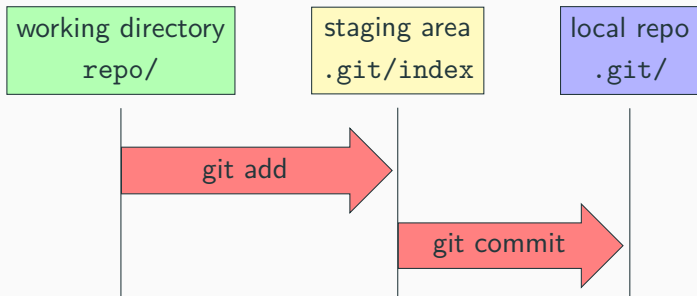 working directory
repo/
staging area
.git/index
local repo
.git/
git add
git commit